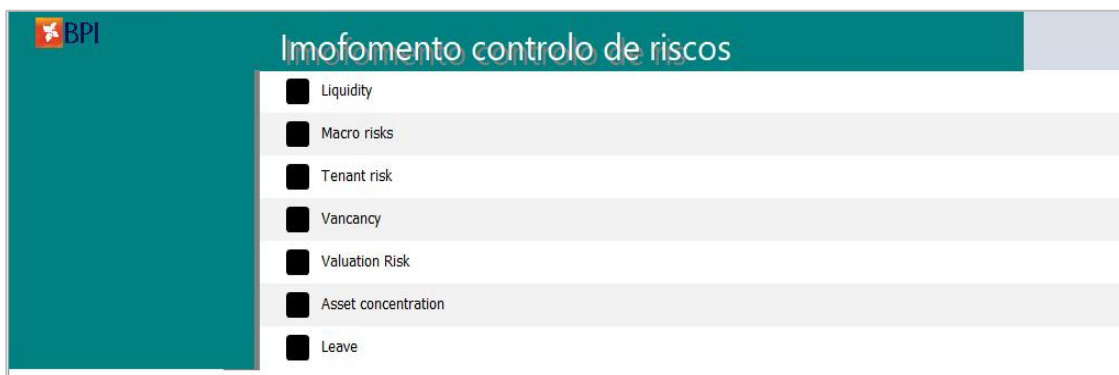 BPI
Imofomento controlo de riscos
Liquidity
Macro risks
Tenant risk
Vancancy
Valuation Risk
Asset concentration
Leave